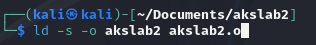 ┌──(kali㉿kali)-[~/Documents/akslab2]
└─$ ld -s -o akslab2 akslab2.o